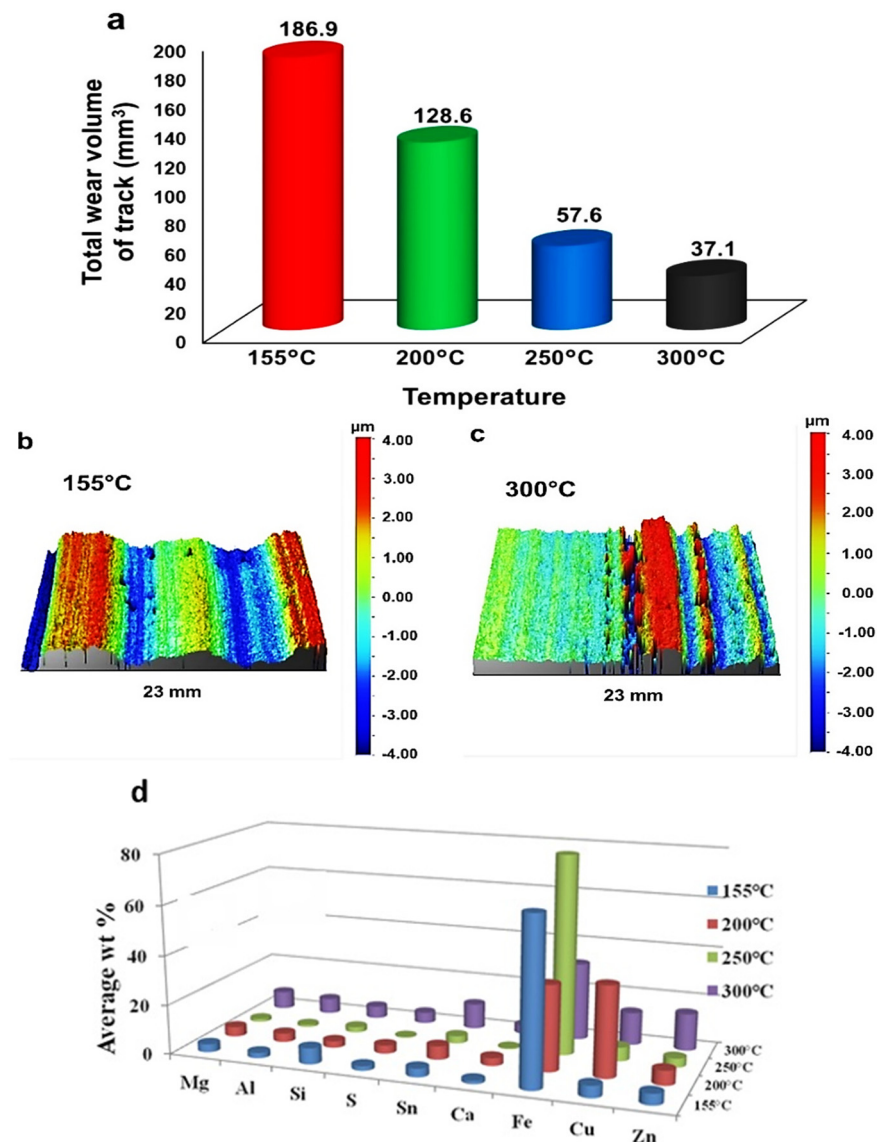 a
186.9
128.6
57.6
37.1
Total wear volume
of track (mm³)
200
180
160
140
120
100
80
60
40
20
0
155°C 200°C 250°C 300°C
Temperature
b
155°C
µm
4.00
3.00
2.00
1.00
0.00
-1.00
-2.00
-3.00
-4.00
23 mm
c
300°C
µm
4.00
3.00
2.00
1.00
0.00
-1.00
-2.00
-3.00
-4.00
23 mm
d
Average wt %
80
60
40
20
0
Mg Al Si S Sn Ca Fe Cu Zn
155°C
200°C
250°C
300°C
300°C
250°C
200°C
155°C